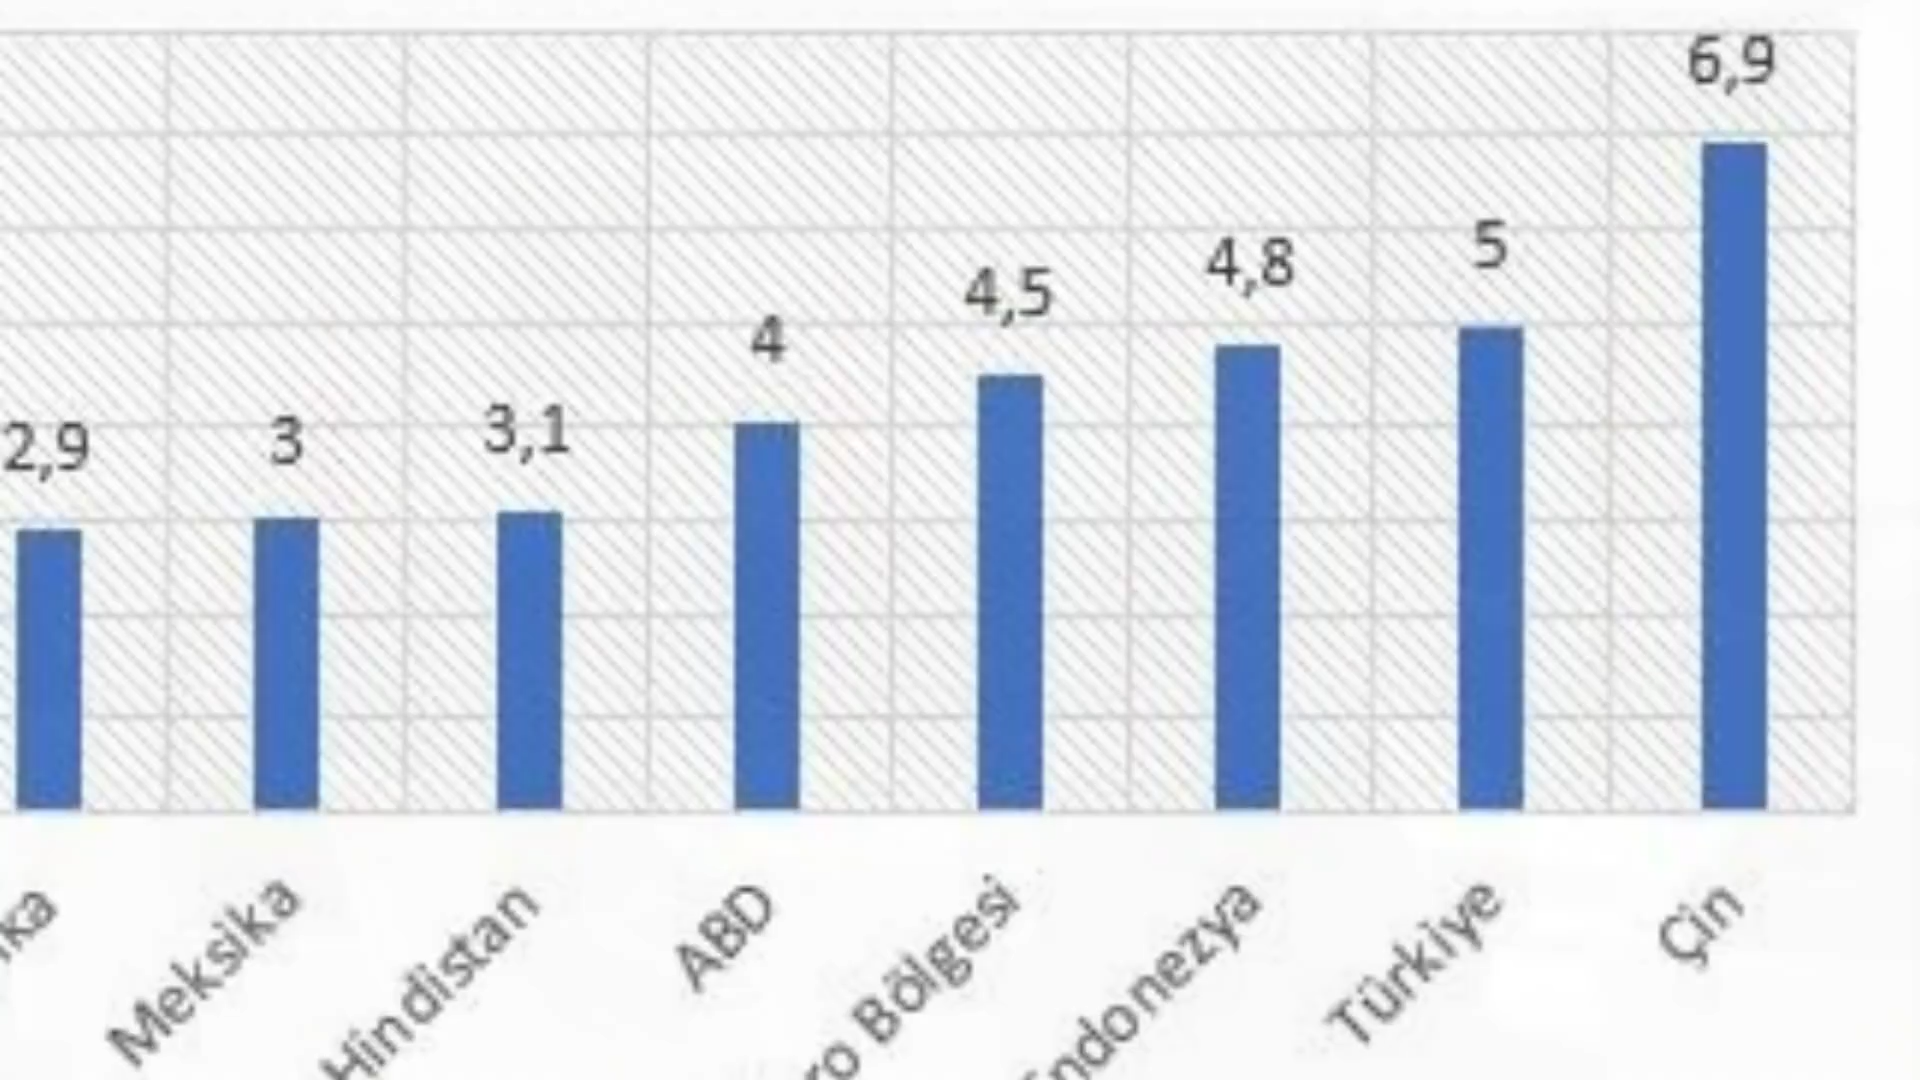 6,9
5
4,8
4,5
4
3,1
3
2,9
Meksika
Hindistan
ABD
Bölgesi
Endonezya
Türkiye
Çin